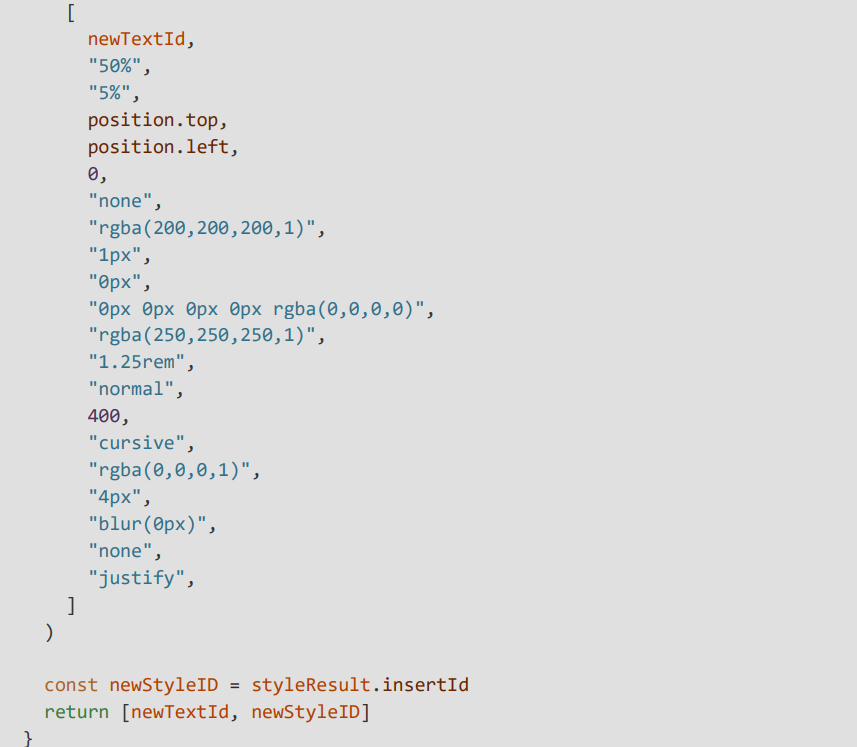 [
newTextId,
"50%",
"5%",
position.top,
position.left,
0,
"none",
"rgba(200,200,200,1)",
"1px",
"0px",
"0px 0px 0px 0px rgba(0,0,0,0)",
"rgba(250,250,250,1)",
"1.25rem",
"normal",
400,
"cursive",
"rgba(0,0,0,1)",
"4px",
"blur(0px)",
"none",
"justify",
]
)
const newStyleID = styleResult.insertId
return [newTextId, newStyleID]
}